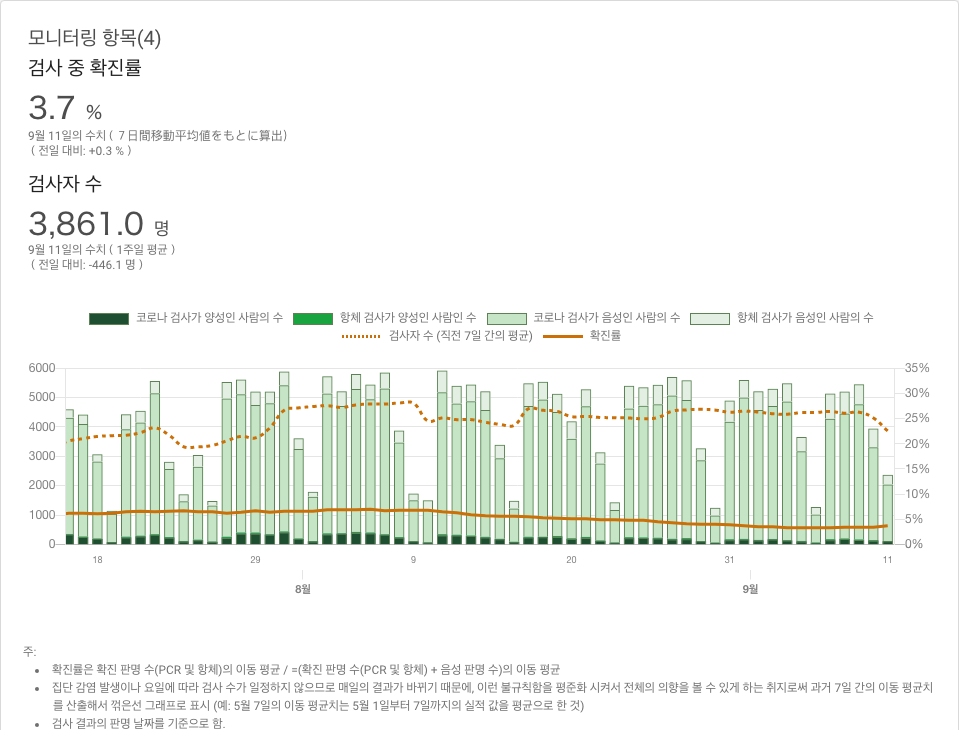 모니터링 항목(4)
검사 중 확진률
3.7 %
9월 11일의 수치 ( 7日間移動平均値をもとに算出)
( 전일 대비: +0.3 % )
검사자 수
3,861.0 명
9월 11일의 수치 ( 1주일 평균 )
( 전일 대비: -446.1 명 )
코로나 검사가 양성인 사람의 수 항체 검사가 양성인 사람인 수 코로나 검사가 음성인 사람의 수 항체 검사가 음성인 사람의 수
검사자 수 (직전 7일 간의 평균) 확진률
6000 35%
5000 30%
4000 25%
3000 20%
2000 15%
1000 10%
0 5%
0%
18 29 9 20 31 11
8월 9월
주:
확진률은 확진 판명 수(PCR 및 항체)의 이동 평균 / =(확진 판명 수(PCR 및 항체) + 음성 판명 수)의 이동 평균
집단 감염 발생이나 요일에 따라 검사 수가 일정하지 않으므로 매일의 결과가 바뀌기 때문에, 이런 불규칙함을 평준화 시켜서 전체의 의향을 볼 수 있게 하는 취지로써 과거 7일 간의 이동 평균치
를 산출해서 꺾은선 그래프로 표시 (예: 5월 7일의 이동 평균치는 5월 1일부터 7일까지의 실적 값을 평균으로 한 것)
검사 결과의 판명 날짜를 기준으로 함.